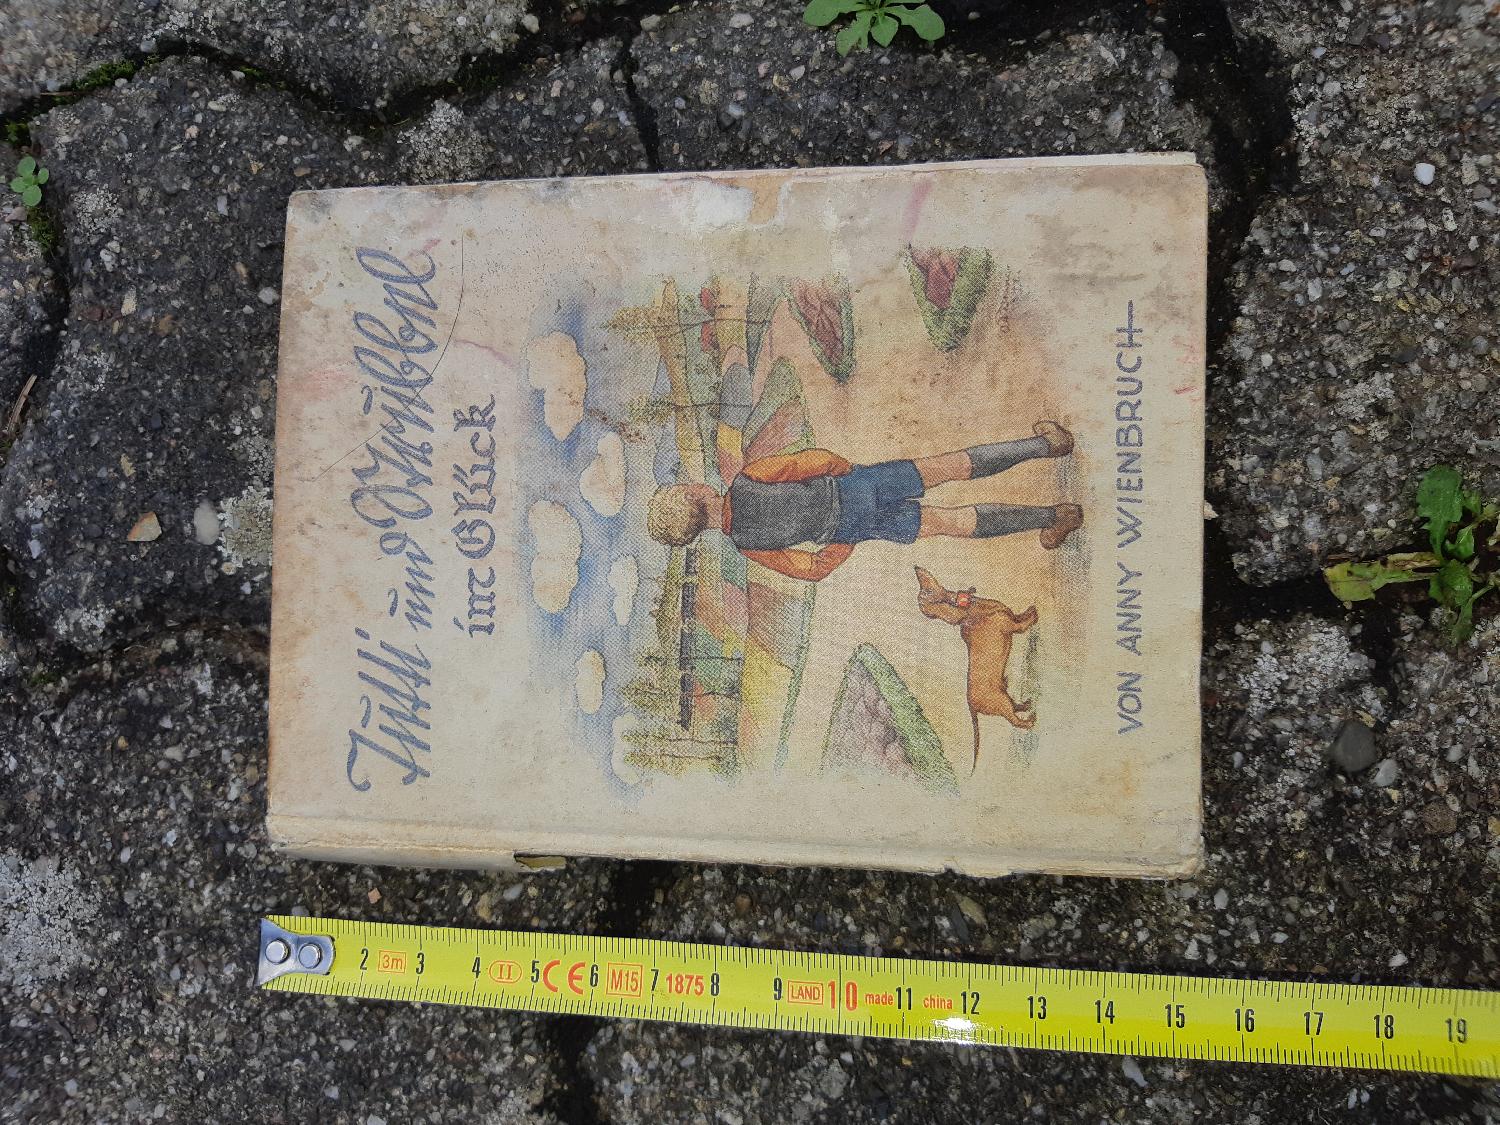 und
im Glück
VON ANNY WIENBRUCH
2 3m 3 4 II 5 CE 6 M15 7 1875 8 9 LAND 10 made 11 china 12 13 14 15 16 17 18 19